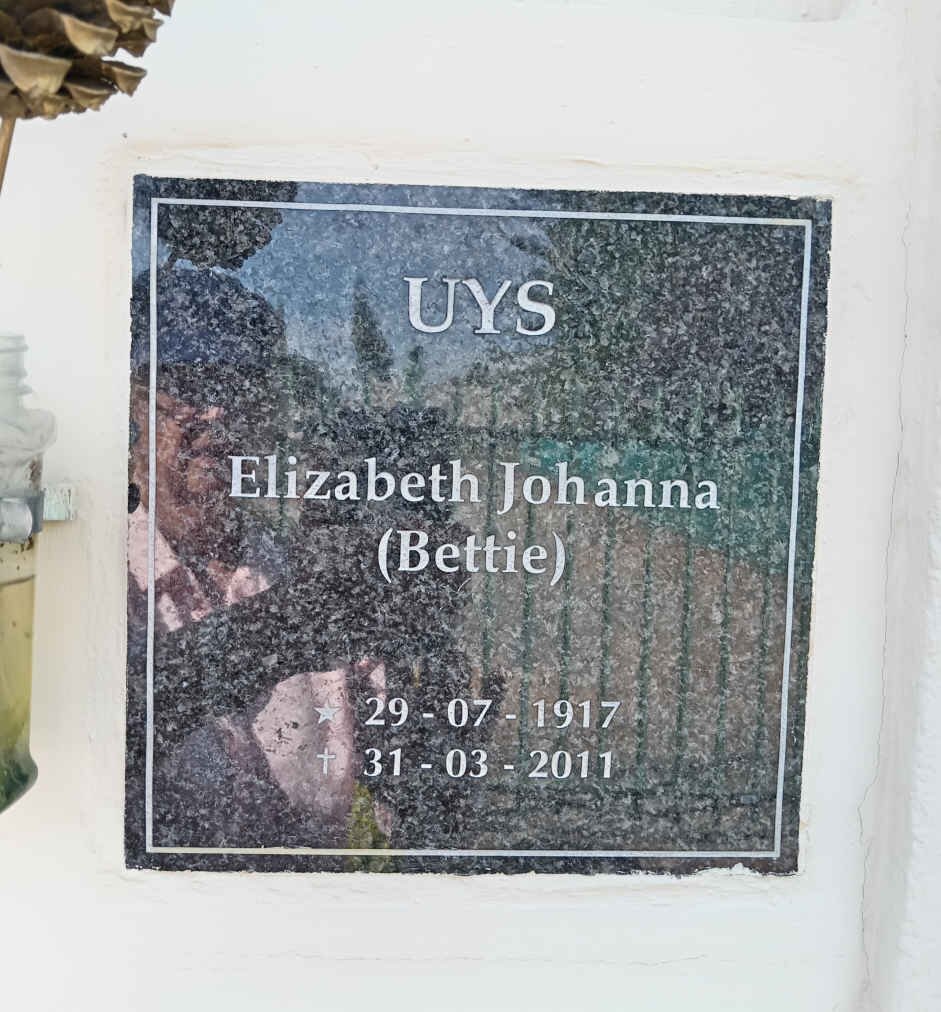 UYS
Elizabeth Johanna
(Bettie)
★ 29 - 07 - 1917
✝ 31 - 03 - 2011